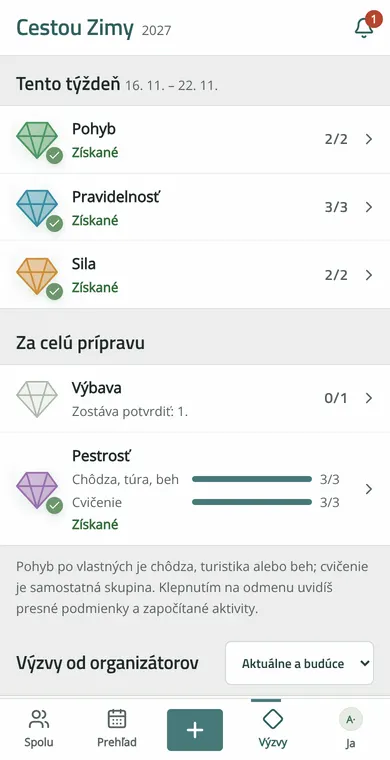 Cestou Zimy 2027
1
Tento týždeň 16. 11. – 22. 11.
Pohyb
Získané
2/2
Pravidelnosť
Získané
3/3
Sila
Získané
2/2
Za celú prípravu
Výbava
Zostáva potvrdiť: 1.
0/1
Pestrosť
Chôdza, túra, beh 3/3
Cvičenie 3/3
Získané
Pohyb po vlastných je chôdza, turistika alebo beh; cvičenie
je samostatná skupina. Klepnutím na odmenu uvidíš
presné podmienky a započítané aktivity.
Výzvy od organizátorov
Aktuálne a budúce
Spolu
Prehľad
Výzvy
A·
Ja